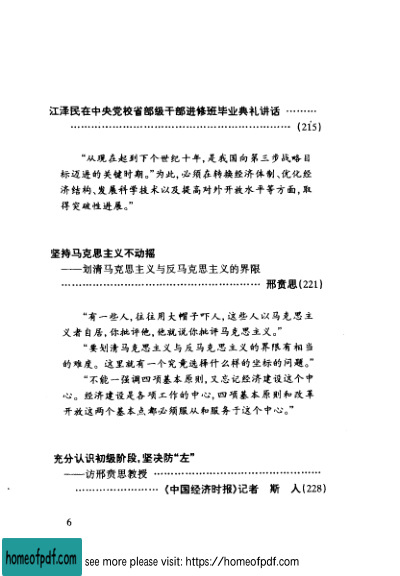 江泽民在中央党校省部级干部进修班毕业典礼讲话 ………
…………………………………………………… (215)
“从现在起到下个世纪十年,是我国向第三步战略目
标迈进的关键时期。”为此,必须在转换经济体制、优化经
济结构、发展科学技术以及提高对外开放水平等方面,取
得突破性进展。”
坚持马克思主义不动摇
——划清马克思主义与反马克思主义的界限
……………………………………………… 邢贲思(221)
“有一些人,往往用大帽子吓人,这些人以马克思主
义者自居,你批评他,他就说你批评马克思主义。”
“要划清马克思主义与反马克思主义的界限有相当
的难度。这里就有一个究竟选择什么样的坐标的问题。”
“不能一强调四项基本原则,又忘记经济建设这个中
心。经济建设是各项工作的中心,四项基本原则和改革
开放这两个基本点都必须服从和服务于这个中心。”
充分认识初级阶段,坚决防“左”
——访邢贲思教授 ………………………………………
………………… 《中国经济时报》记者 斯 人(228)
6
homeofpdf.com see more please visit: https://homeofpdf.com